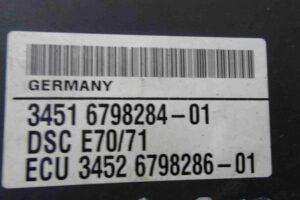 GERMANY
3451 6798284-01
DSC E70/71
ECU 3452 6798286-01